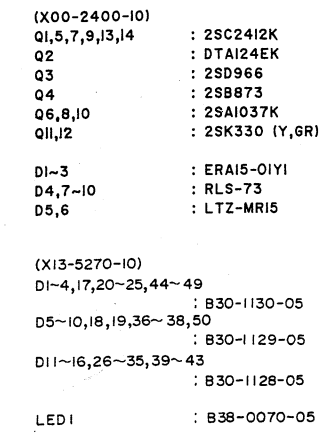 (X00-2400-10)
Q1,5,7,9,13,14 : 2SC2412K
Q2 : DTA124EK
Q3 : 2SD966
Q4 : 2SB873
Q6,8,10 : 2SA1037K
Q11,12 : 2SK330 (Y,GR)
D1~3 : ERA15-01Y1
D4,7~10 : RLS-73
D5,6 : LTZ-MR15
(X13-5270-10)
D1~4,17,20~25,44~49
: B30-1130-05
D5~10,18,19,36~38,50
: B30-1129-05
D11~16,26~35,39~43
: B30-1128-05
LED1 : B38-0070-05